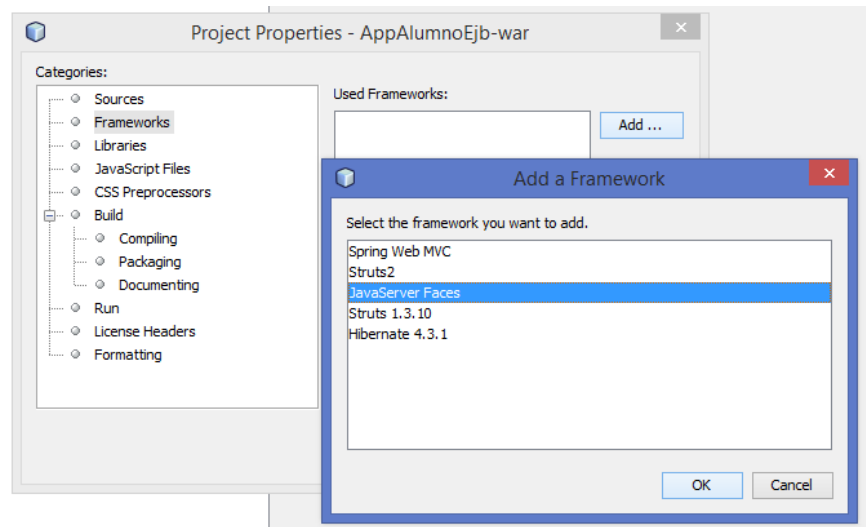 Project Properties - AppAlumnoEjb-war
Categories:
Sources
Frameworks
Libraries
JavaScript Files
CSS Preprocessors
Build
Compiling
Packaging
Documenting
Run
License Headers
Formatting
Used Frameworks:
Add ...
Add a Framework
Select the framework you want to add.
Spring Web MVC
Struts2
JavaServer Faces
Struts 1.3.10
Hibernate 4.3.1
OK
Cancel